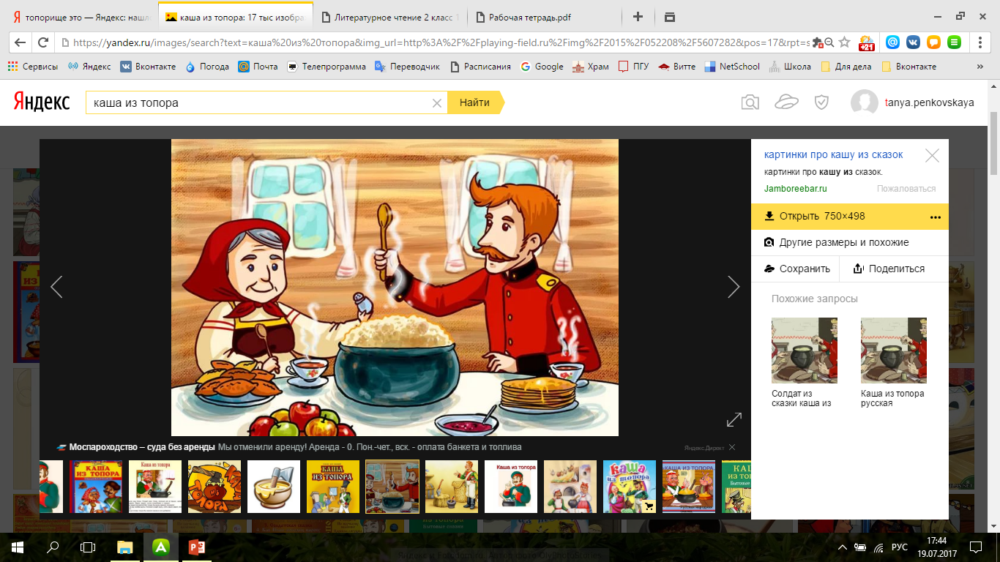 топорище это — Яндекс: нашл
каша из топора: 17 тыс изобра
Литературное чтение 2 класс 1
Рабочая тетрадь.pdf
https://yandex.ru/images/search?text=каша%20из%20топора&img_url=http%3A%2F%2Fplaying-field.ru%2Fimg%2F2015%2F052208%2F5607282&pos=17&rpt=s
+21
Сервисы Яндекс Вконтакте Погода Почта Телепрограмма Переводчик Расписания Google Храм ПГУ Витте NetSchool Школа Для дела Вконтакте »
Яндекс
каша из топора
Найти
tanya.penkovskaya
картинки про кашу из сказок
картинки про кашу из сказок.
Jamboreebar.ru Пожаловаться
Открыть 750×498
Другие размеры и похожие
Сохранить Поделиться
Похожие запросы
Солдат из сказки каша из
Каша из топора русская
Моспароходство – суда без аренды Мы отменили аренду! Аренда - 0. Пон.-чет., вск. - оплата банкета и топлива
Яндекс.Директ
КАША ИЗ ТОПОРА
Каша из топора
КАША ИЗ ТОПОРА
Каша из топора
каша из топора
КАША ИЗ ТОПОРА
РУС
17:44
19.07.2017